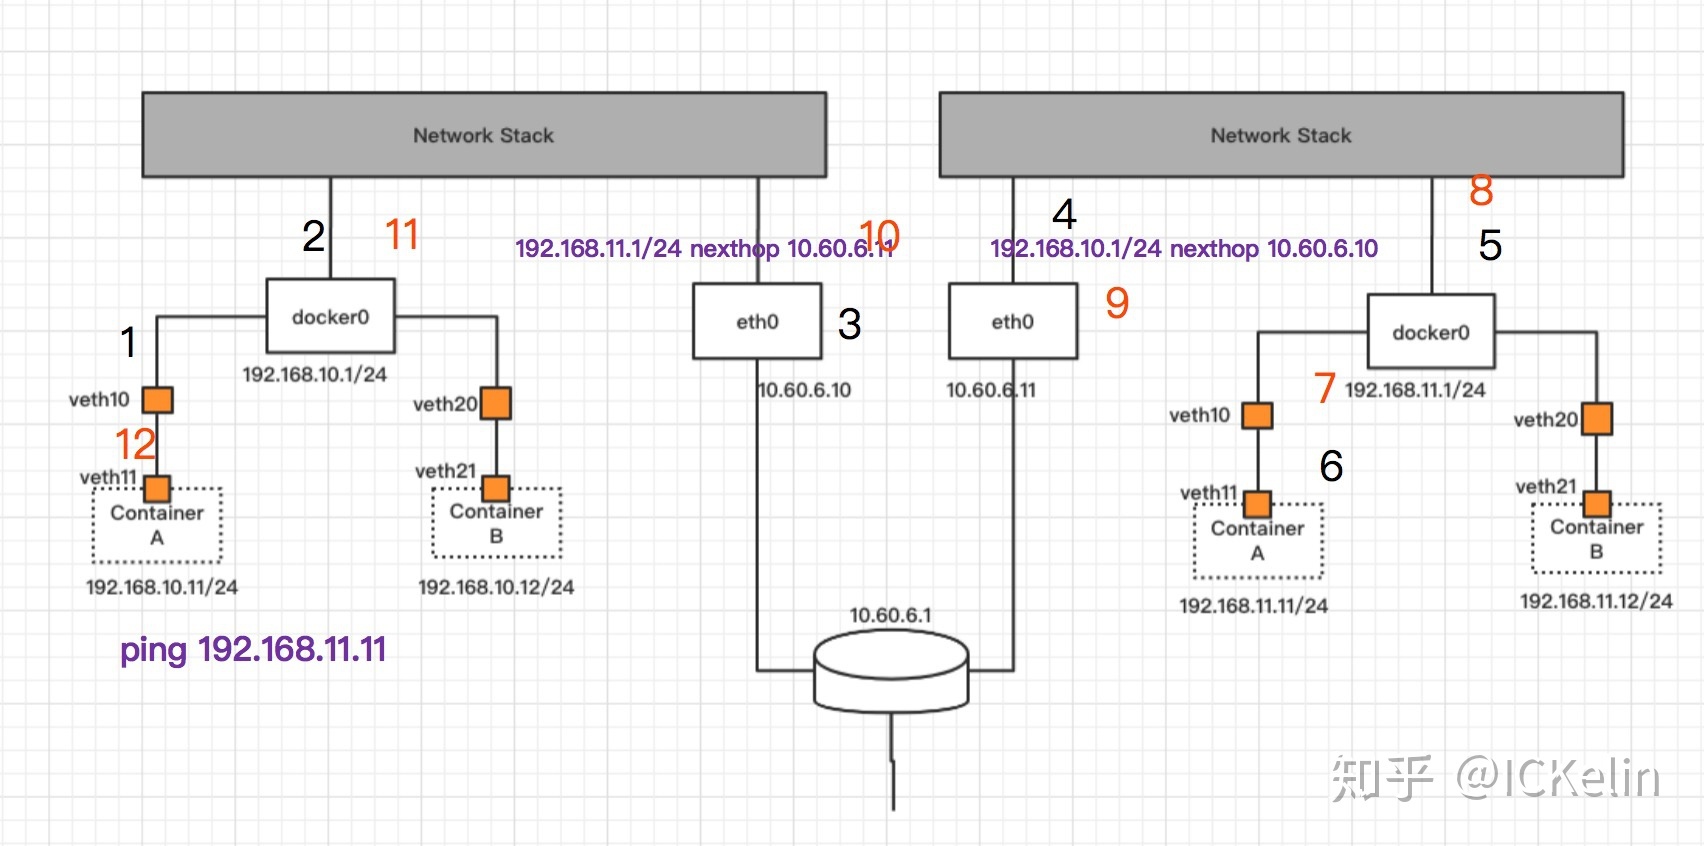 Network Stack
Network Stack
8
2
11
10
4
192.168.11.1/24 nexthop 10.60.6.11
192.168.10.1/24 nexthop 10.60.6.10
5
docker0
eth0
3
eth0
9
docker0
1
192.168.10.1/24
10.60.6.10
10.60.6.11
7
192.168.11.1/24
veth10
veth20
veth10
veth20
12
6
veth11
veth21
veth11
veth21
Container
A
Container
B
Container
A
Container
B
192.168.10.11/24
192.168.10.12/24
192.168.11.11/24
192.168.11.12/24
10.60.6.1
ping 192.168.11.11
知乎 @ICKelin